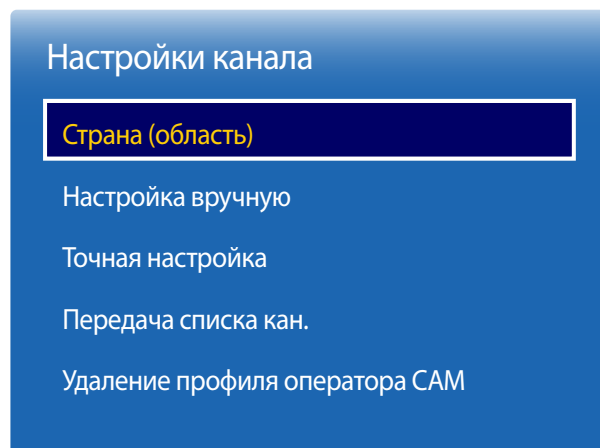 Настройки канала
Страна (область)
Настройка вручную
Точная настройка
Передача списка кан.
Удаление профиля оператора CAM